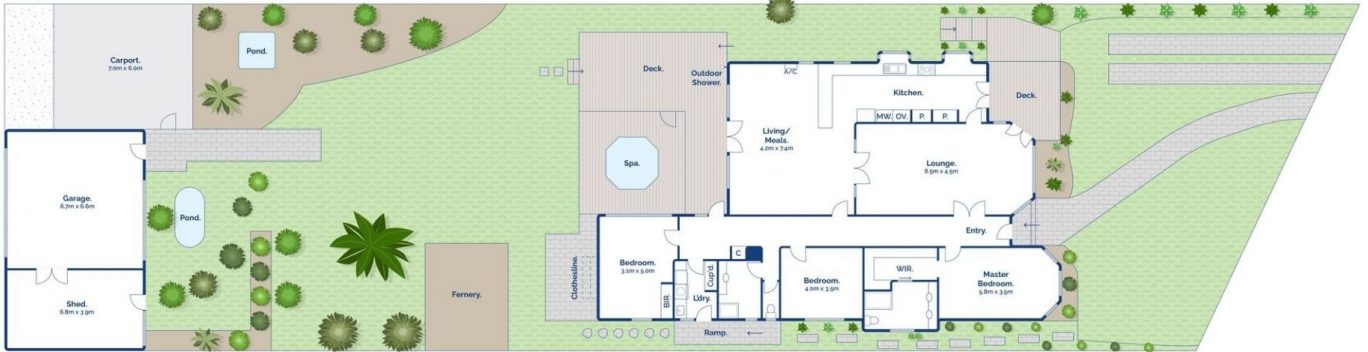 Carport.
7.0m x 6.0m
Pond.
Garage.
6.7m x 6.6m
Pond.
Shed.
6.8m x 3.9m
Fernery.
Deck.
Outdoor
Shower.
Spa.
Clothesline.
A/C.
Living/
Meals.
4.2m x 7.4m
Kitchen.
MW. OV. P. P.
Deck.
Lounge.
8.5m x 4.5m
Entry.
Bedroom.
3.1m x 5.0m
BIR.
L'dry.
Cup'd.
C
Ramp.
Bedroom.
4.0m x 3.5m
WIR.
Master
Bedroom.
5.8m x 3.5m